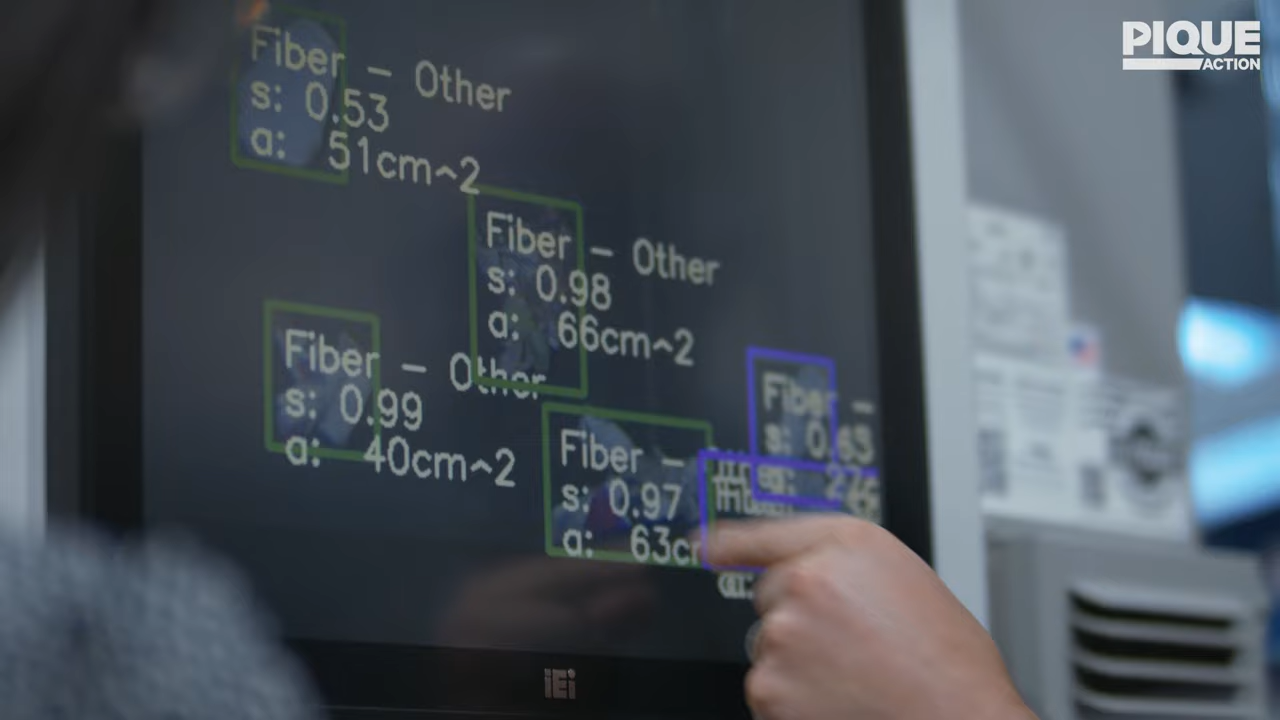 PIQUE
ACTION
Fiber - Other
s: 0.53
a: 51cm^2
Fiber - Other
s: 0.98
a: 66cm^2
Fiber - Other
s: 0.99
a: 40cm^2
Fiber -
s: 0.97
a: 63c
Fiber -
s: 0.
a:
iEi